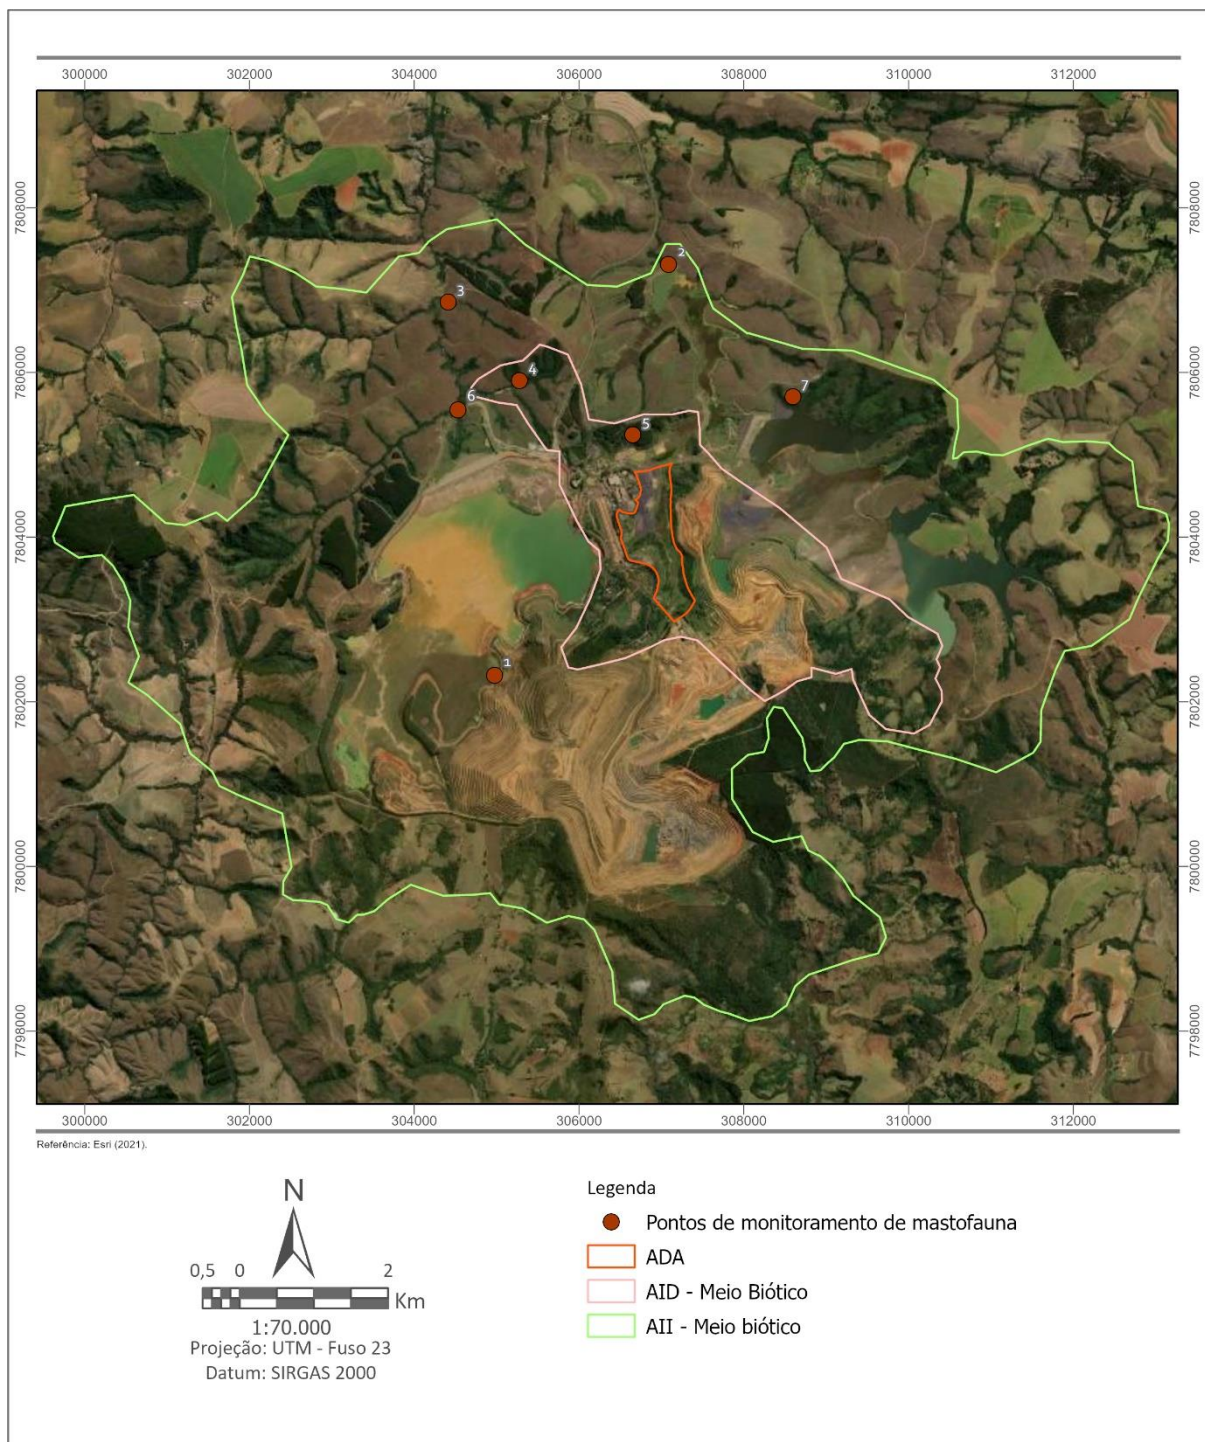 300000 302000 304000 306000 308000 310000 312000
7808000 7808000
2
3
7806000 7806000
4
7
6
5
7804000 7804000
1
7802000 7802000
7800000 7800000
7798000 7798000
300000 302000 304000 306000 308000 310000 312000
Referência: Esri (2021).
N
0,5 0 2
Km
1:70.000
Projeção: UTM - Fuso 23
Datum: SIRGAS 2000
Legenda
Pontos de monitoramento de mastofauna
ADA
AID - Meio Biótico
AII - Meio biótico